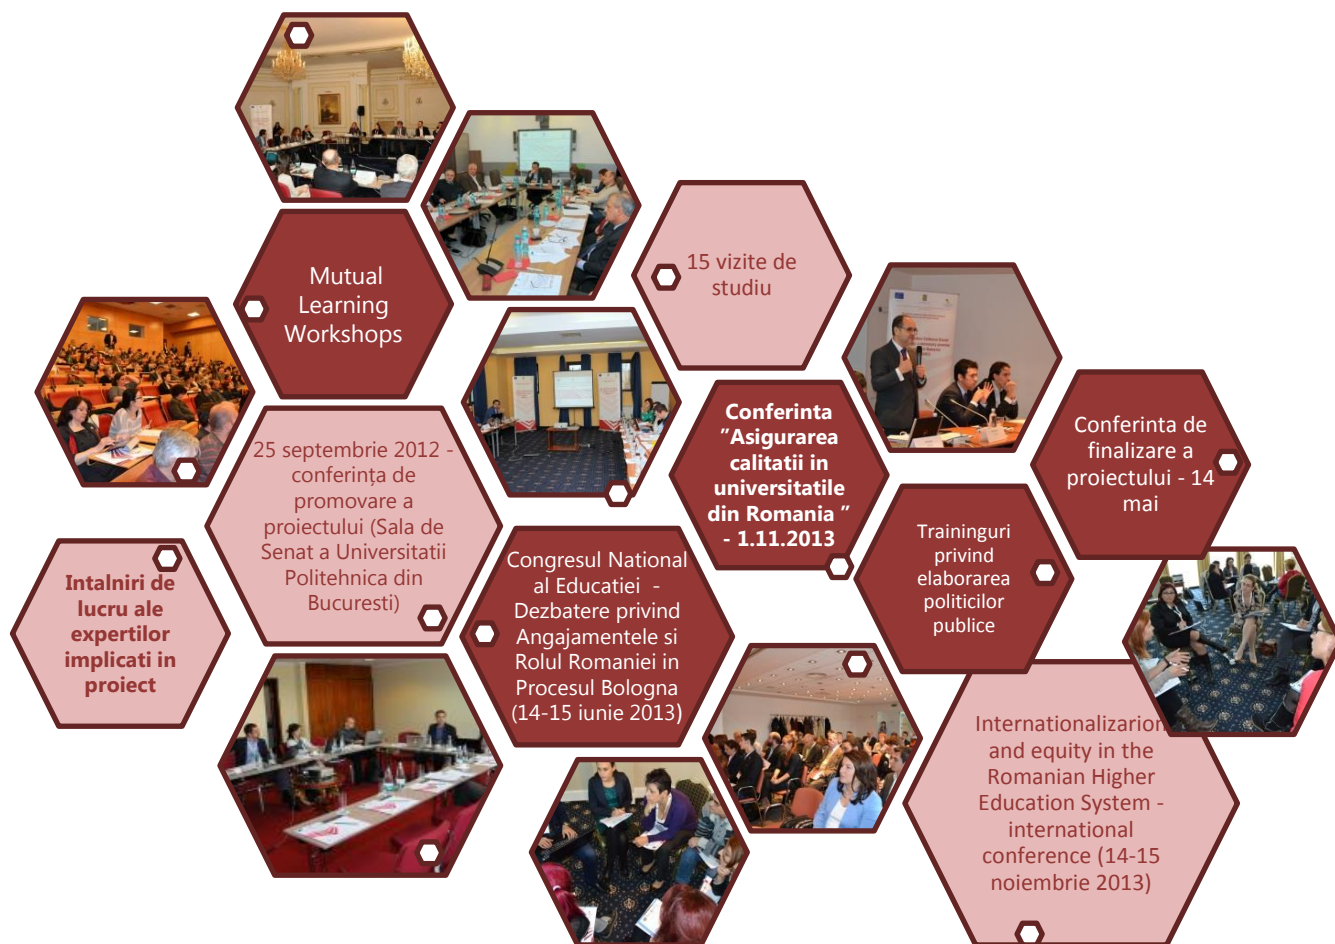 Mutual
Learning
Workshops
15 vizite de
studiu
25 septembrie 2012 -
conferința de
promovare a
proiectului (Sala de
Senat a Universitatii
Politehnica din
Bucuresti)
Conferinta
”Asigurarea
calitatii in
universitatile
din Romania ”
- 1.11.2013
Conferinta de
finalizare a
proiectului - 14
mai
Traininguri
privind
elaborarea
politicilor
publice
Intalniri de
lucru ale
expertilor
implicati in
proiect
Congresul National
al Educatiei -
Dezbatere privind
Angajamentele si
Rolul Romaniei in
Procesul Bologna
(14-15 iunie 2013)
Internationalizarion
and equity in the
Romanian Higher
Education System -
international
conference (14-15
noiembrie 2013)